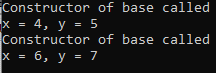 Constructor of base called
x = 4, y = 5
Constructor of base called
x = 6, y = 7